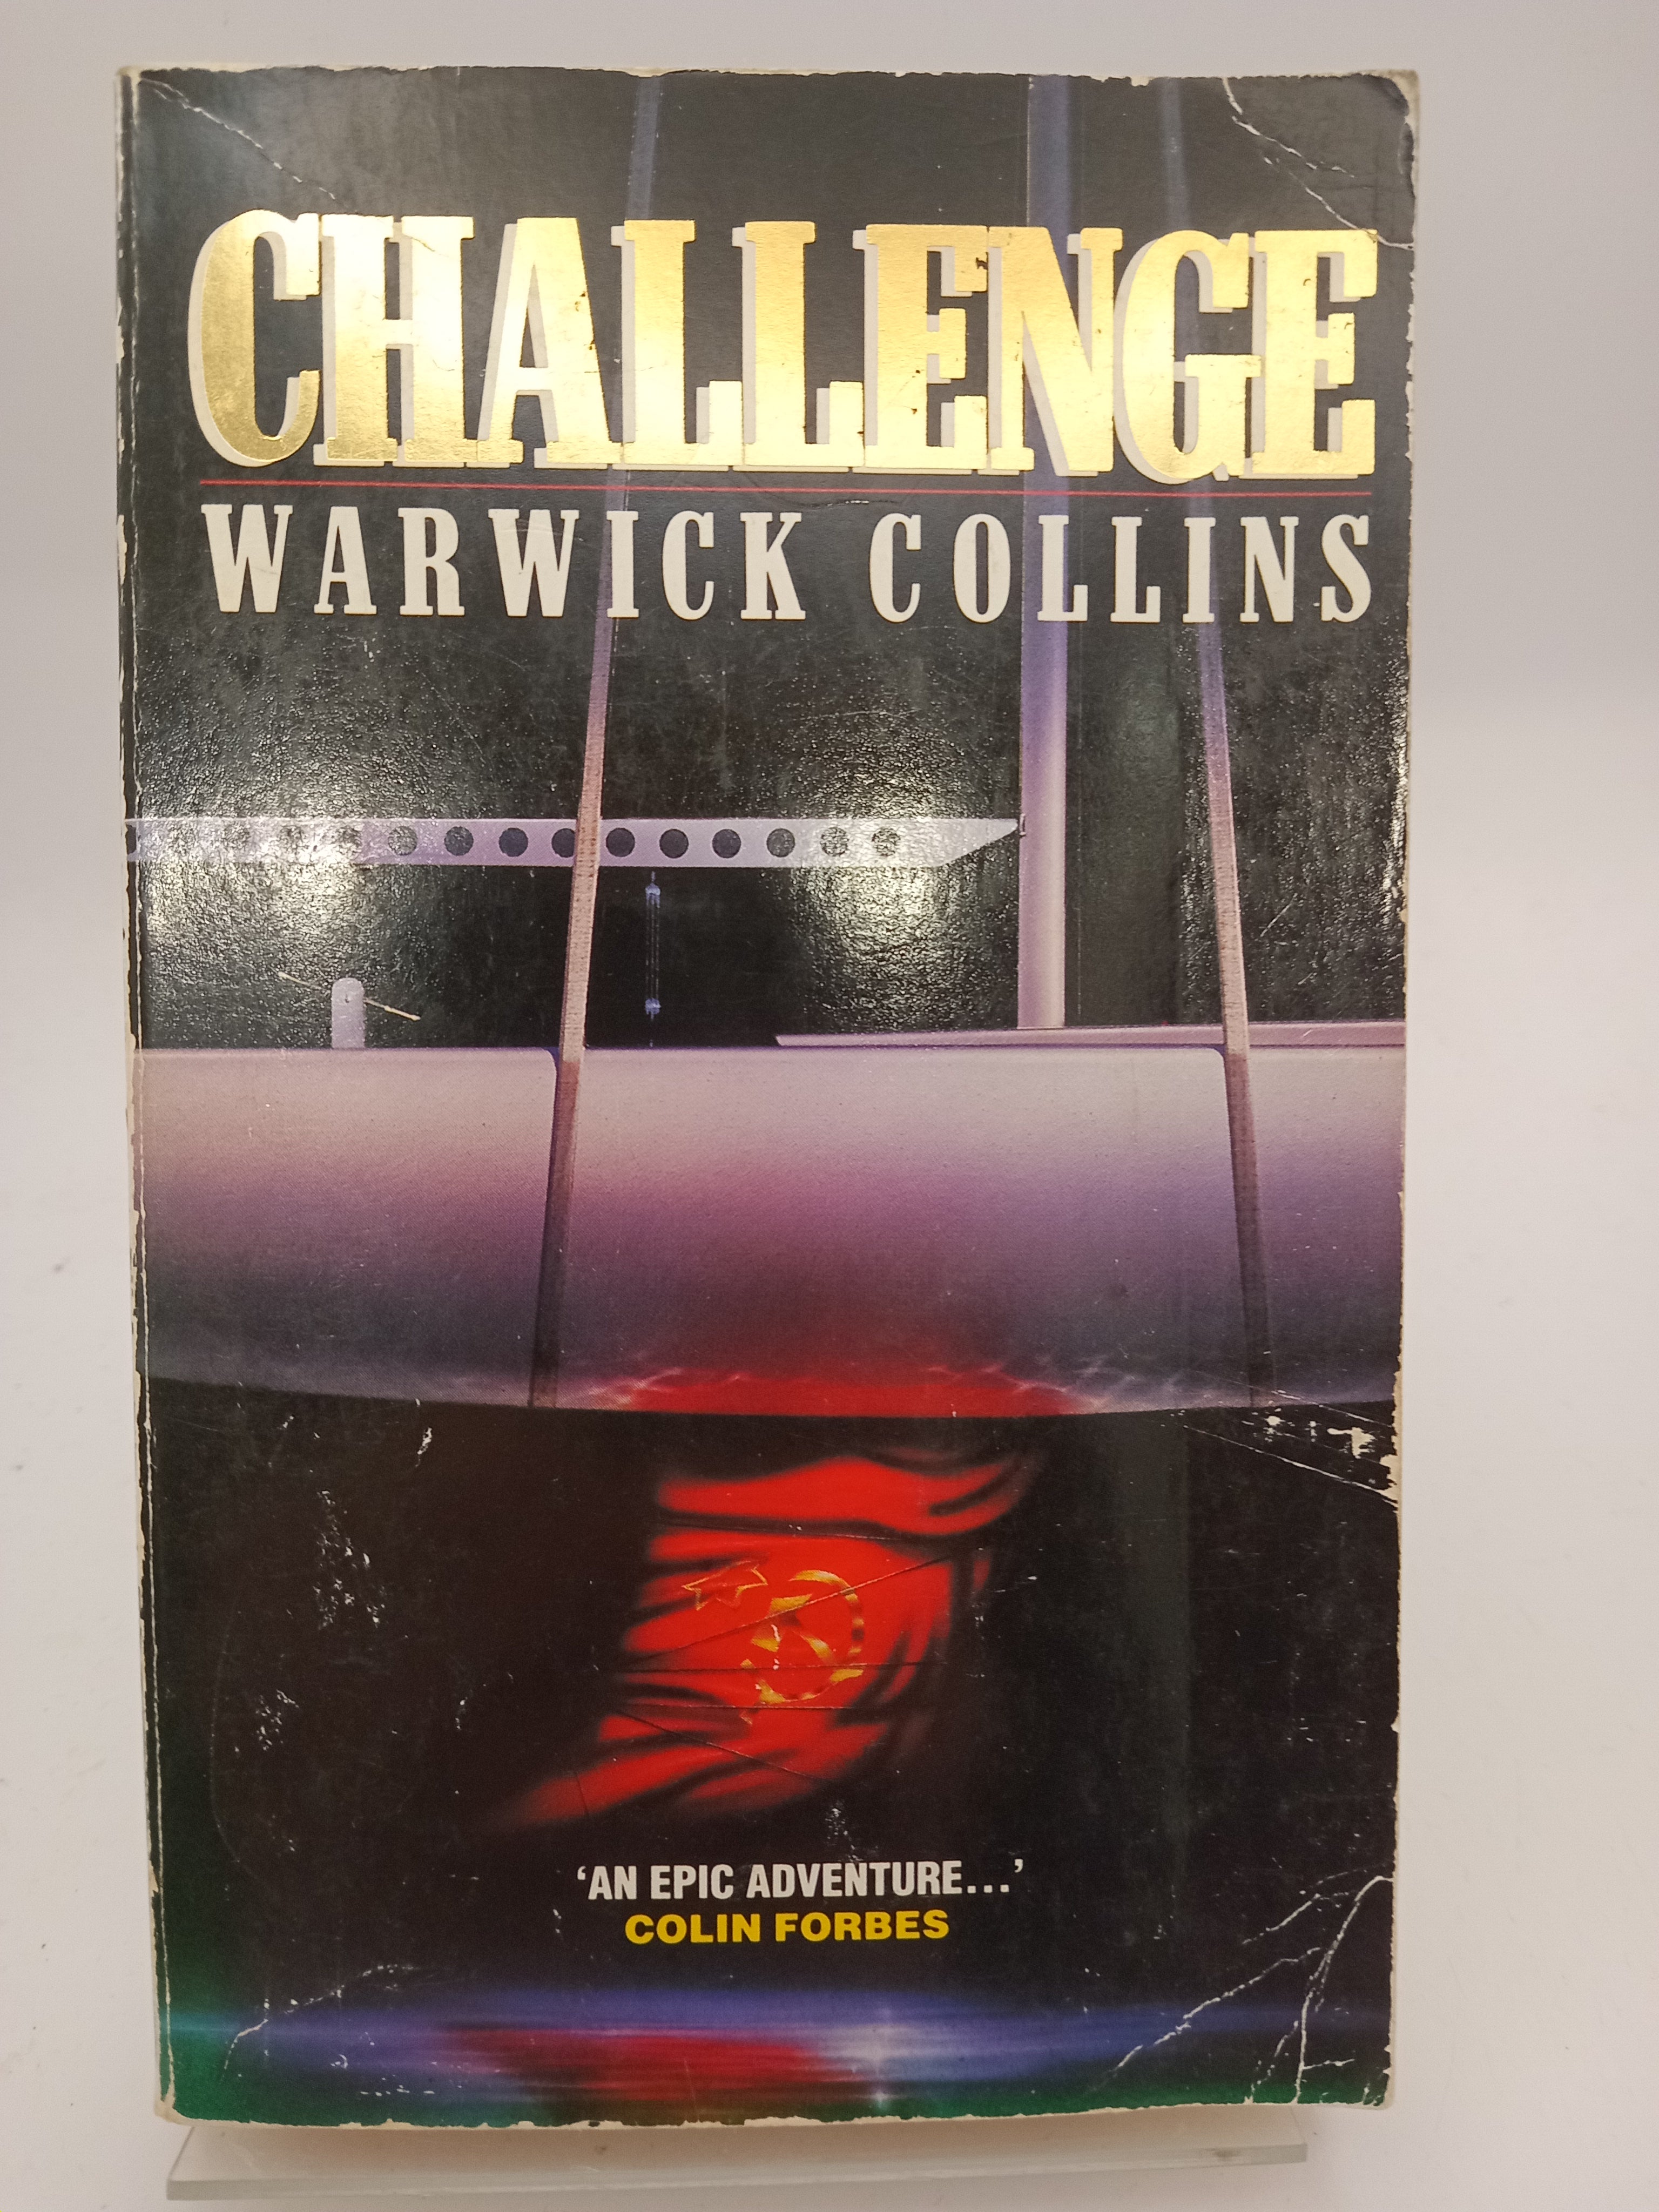 CHALLENGE
WARWICK COLLINS
‘AN EPIC ADVENTURE...’
COLIN FORBES